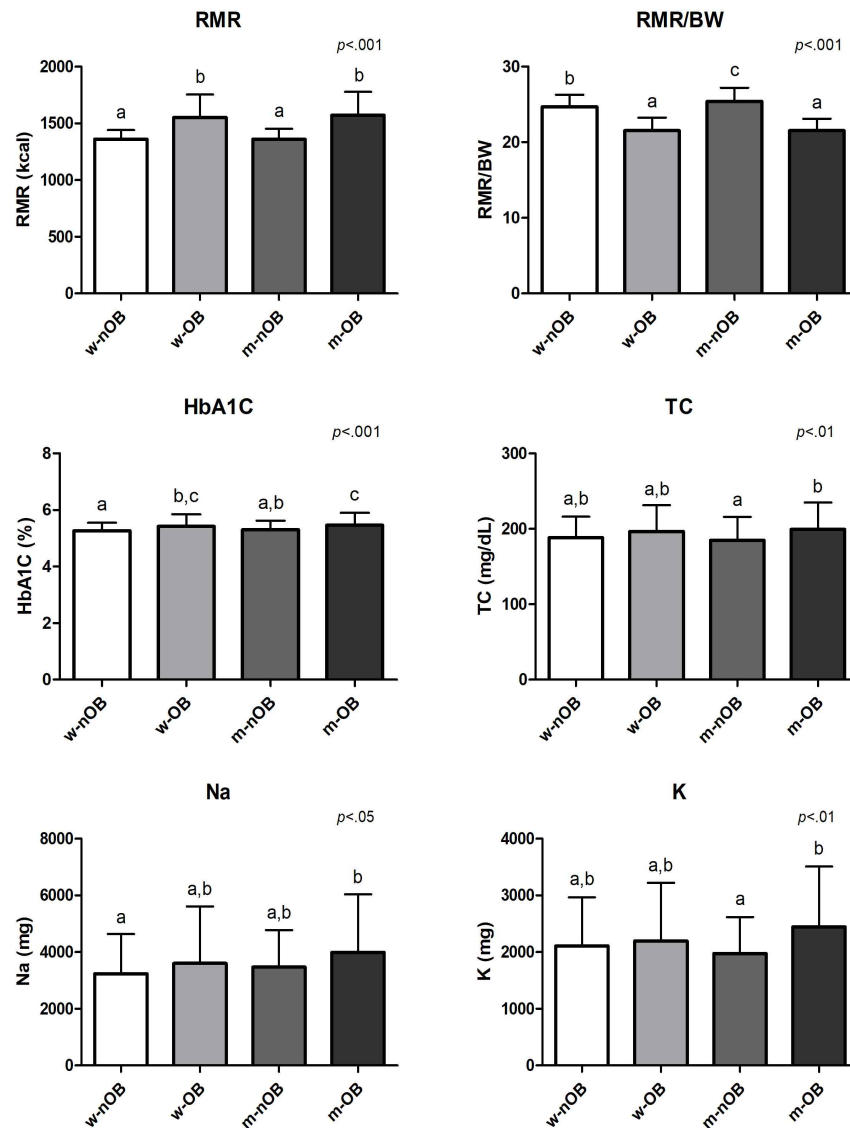 RMR
p<.001
RMR (kcal)
2000
1500
1000
500
0
a
b
a
b
w-nOB
w-OB
m-nOB
m-OB
RMR/BW
p<.001
RMR/BW
30
20
10
0
b
a
c
a
w-nOB
w-OB
m-nOB
m-OB
HbA1C
p<.001
HbA1C (%)
8
6
4
2
0
a
b,c
a,b
c
w-nOB
w-OB
m-nOB
m-OB
TC
p<.01
TC (mg/dL)
300
200
100
0
a,b
a,b
a
b
w-nOB
w-OB
m-nOB
m-OB
Na
p<.05
Na (mg)
8000
6000
4000
2000
0
a
a,b
a,b
b
w-nOB
w-OB
m-nOB
m-OB
K
p<.01
K (mg)
4000
3000
2000
1000
0
a,b
a,b
a
b
w-nOB
w-OB
m-nOB
m-OB